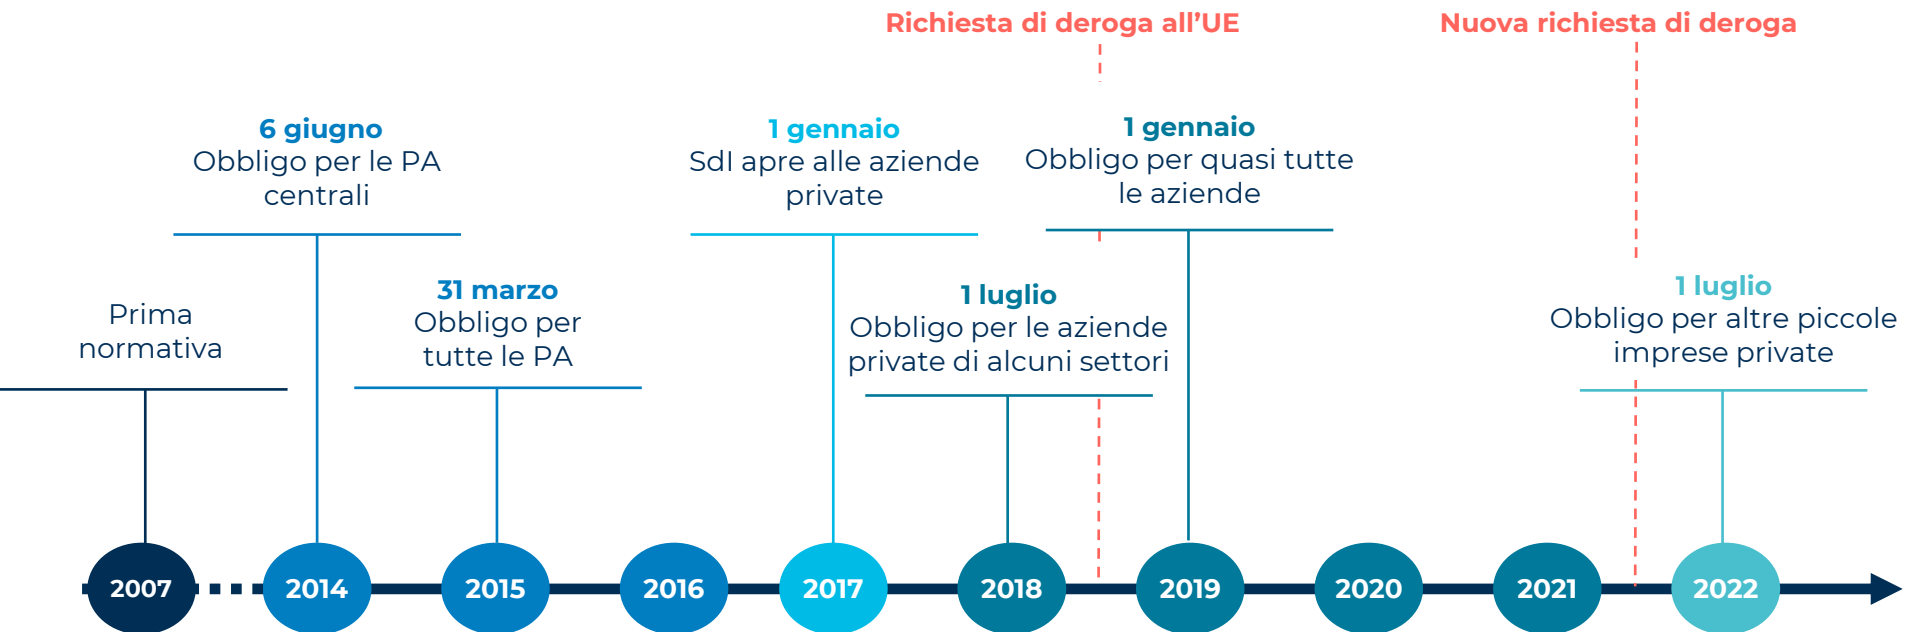 Richiesta di deroga all’UE
Nuova richiesta di deroga
6 giugno
Obbligo per le PA
centrali
1 gennaio
SdI apre alle aziende
private
1 gennaio
Obbligo per quasi tutte
le aziende
Prima
normativa
31 marzo
Obbligo per
tutte le PA
1 luglio
Obbligo per le aziende
private di alcuni settori
1 luglio
Obbligo per altre piccole
imprese private
2007
2014
2015
2016
2017
2018
2019
2020
2021
2022